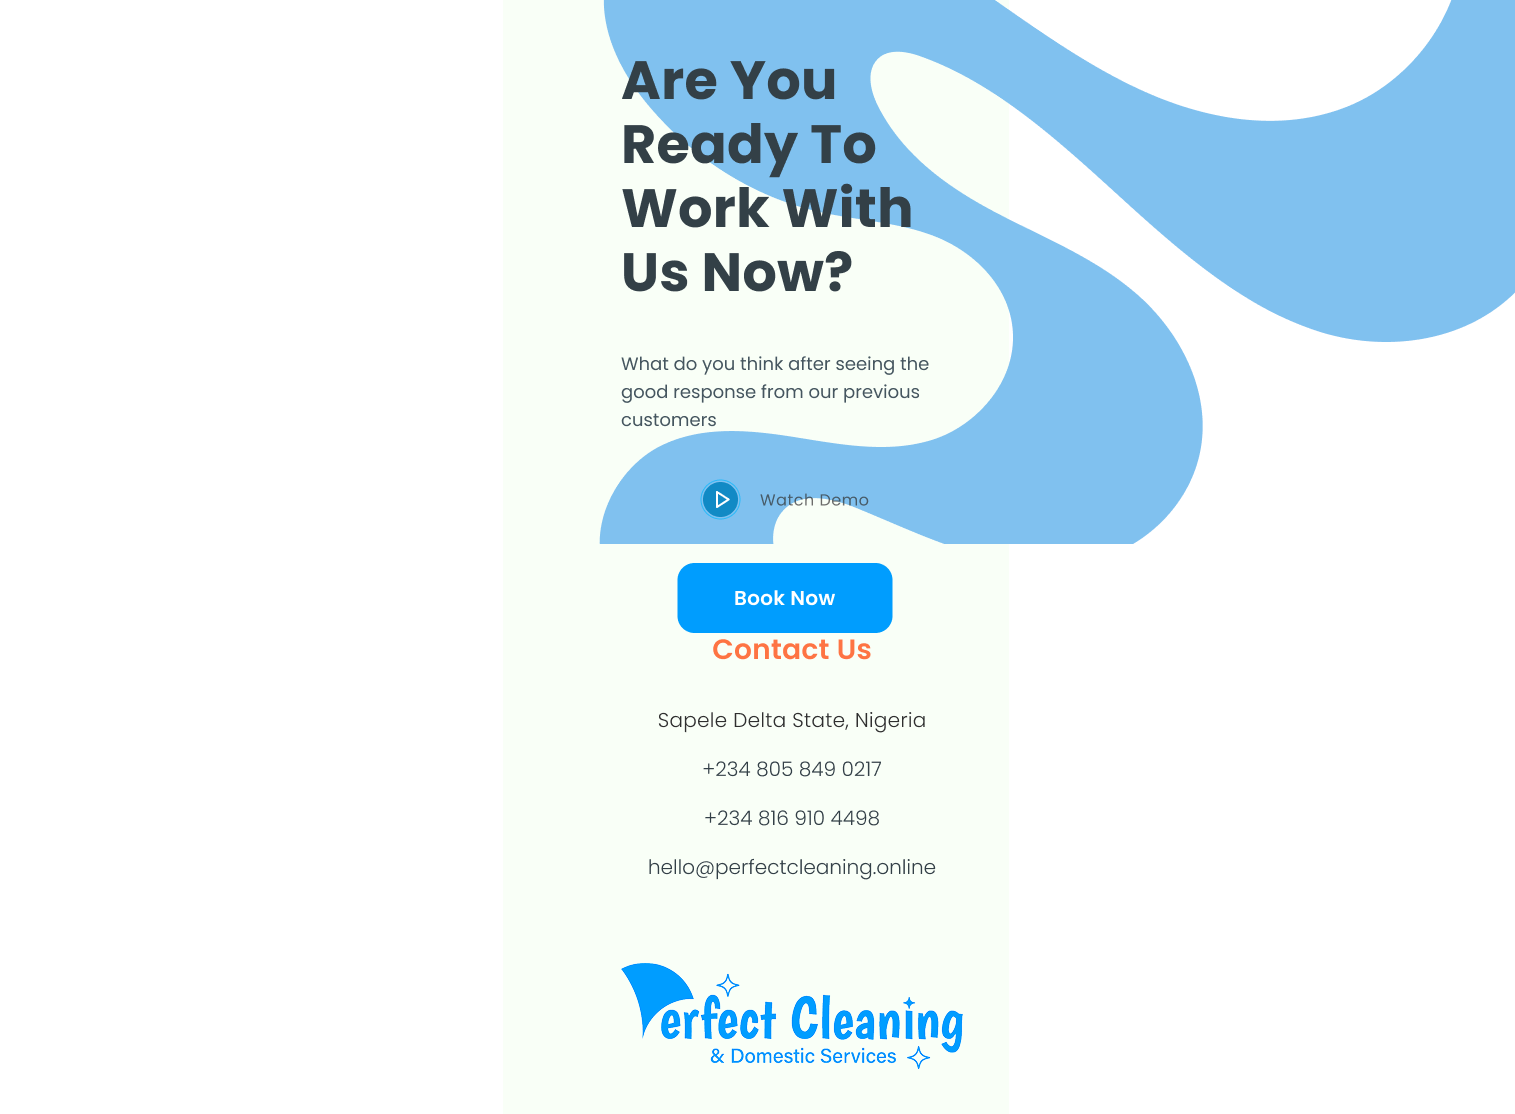 Are You
Ready To
Work With
Us Now?
What do you think after seeing the
good response from our previous
customers
Watch Demo
Book Now
Contact Us
Sapele Delta State, Nigeria
+234 805 849 0217
+234 816 910 4498
hello@perfectcleaning.online
Perfect Cleaning
& Domestic Services